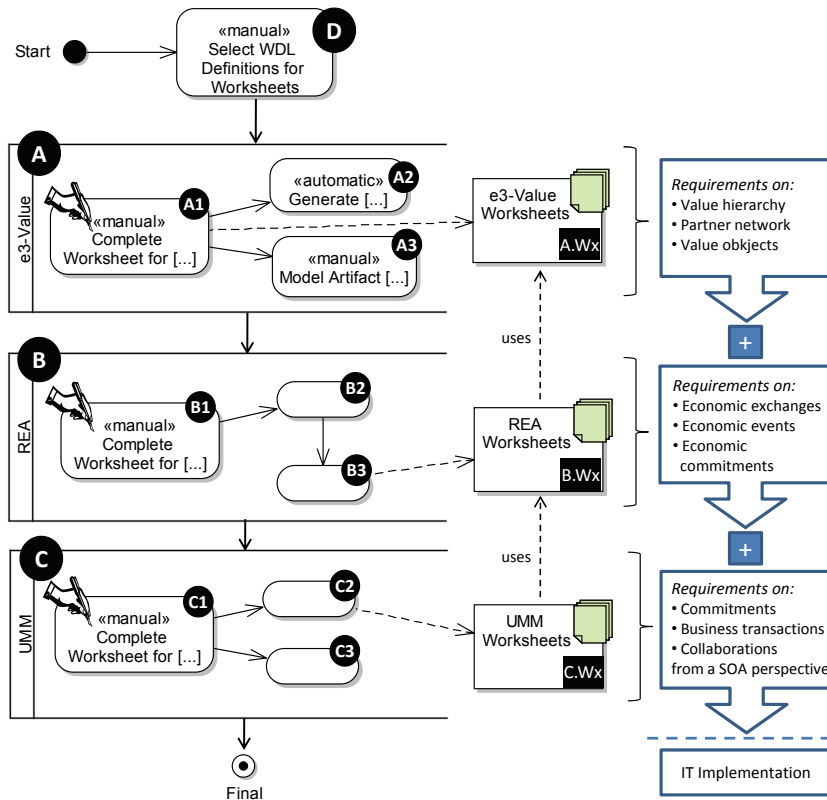 Start
«manual»
Select WDL
Definitions for
Worksheets
D
A
e3-Value
«manual»
Complete
Worksheet for [...]
A1
«automatic»
Generate [...]
A2
«manual»
Model Artifact [...]
A3
e3-Value
Worksheets
A.Wx
Requirements on:
• Value hierarchy
• Partner network
• Value objects
uses
+
B
REA
«manual»
Complete
Worksheet for [...]
B1
B2
B3
REA
Worksheets
B.Wx
Requirements on:
• Economic exchanges
• Economic events
• Economic
commitments
uses
+
C
UMM
«manual»
Complete
Worksheet for [...]
C1
C2
C3
UMM
Worksheets
C.Wx
Requirements on:
• Commitments
• Business transactions
• Collaborations
from a SOA perspective
IT Implementation
Final